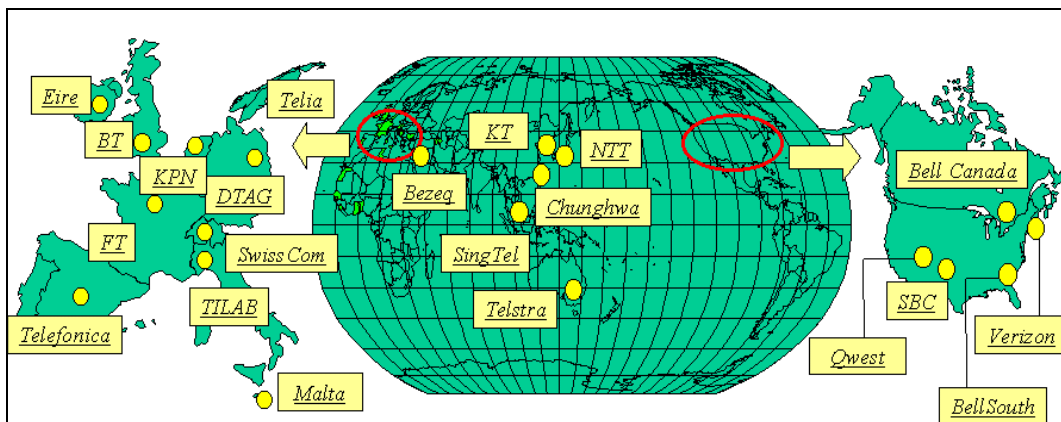 Eire
Telia
BT
KPN
DTAG
FT
SwissCom
TILAB
Telefonica
Malta
KT
NTT
Bezeq
Chunghwa
SingTel
Telstra
Bell Canada
SBC
Qwest
Verizon
BellSouth